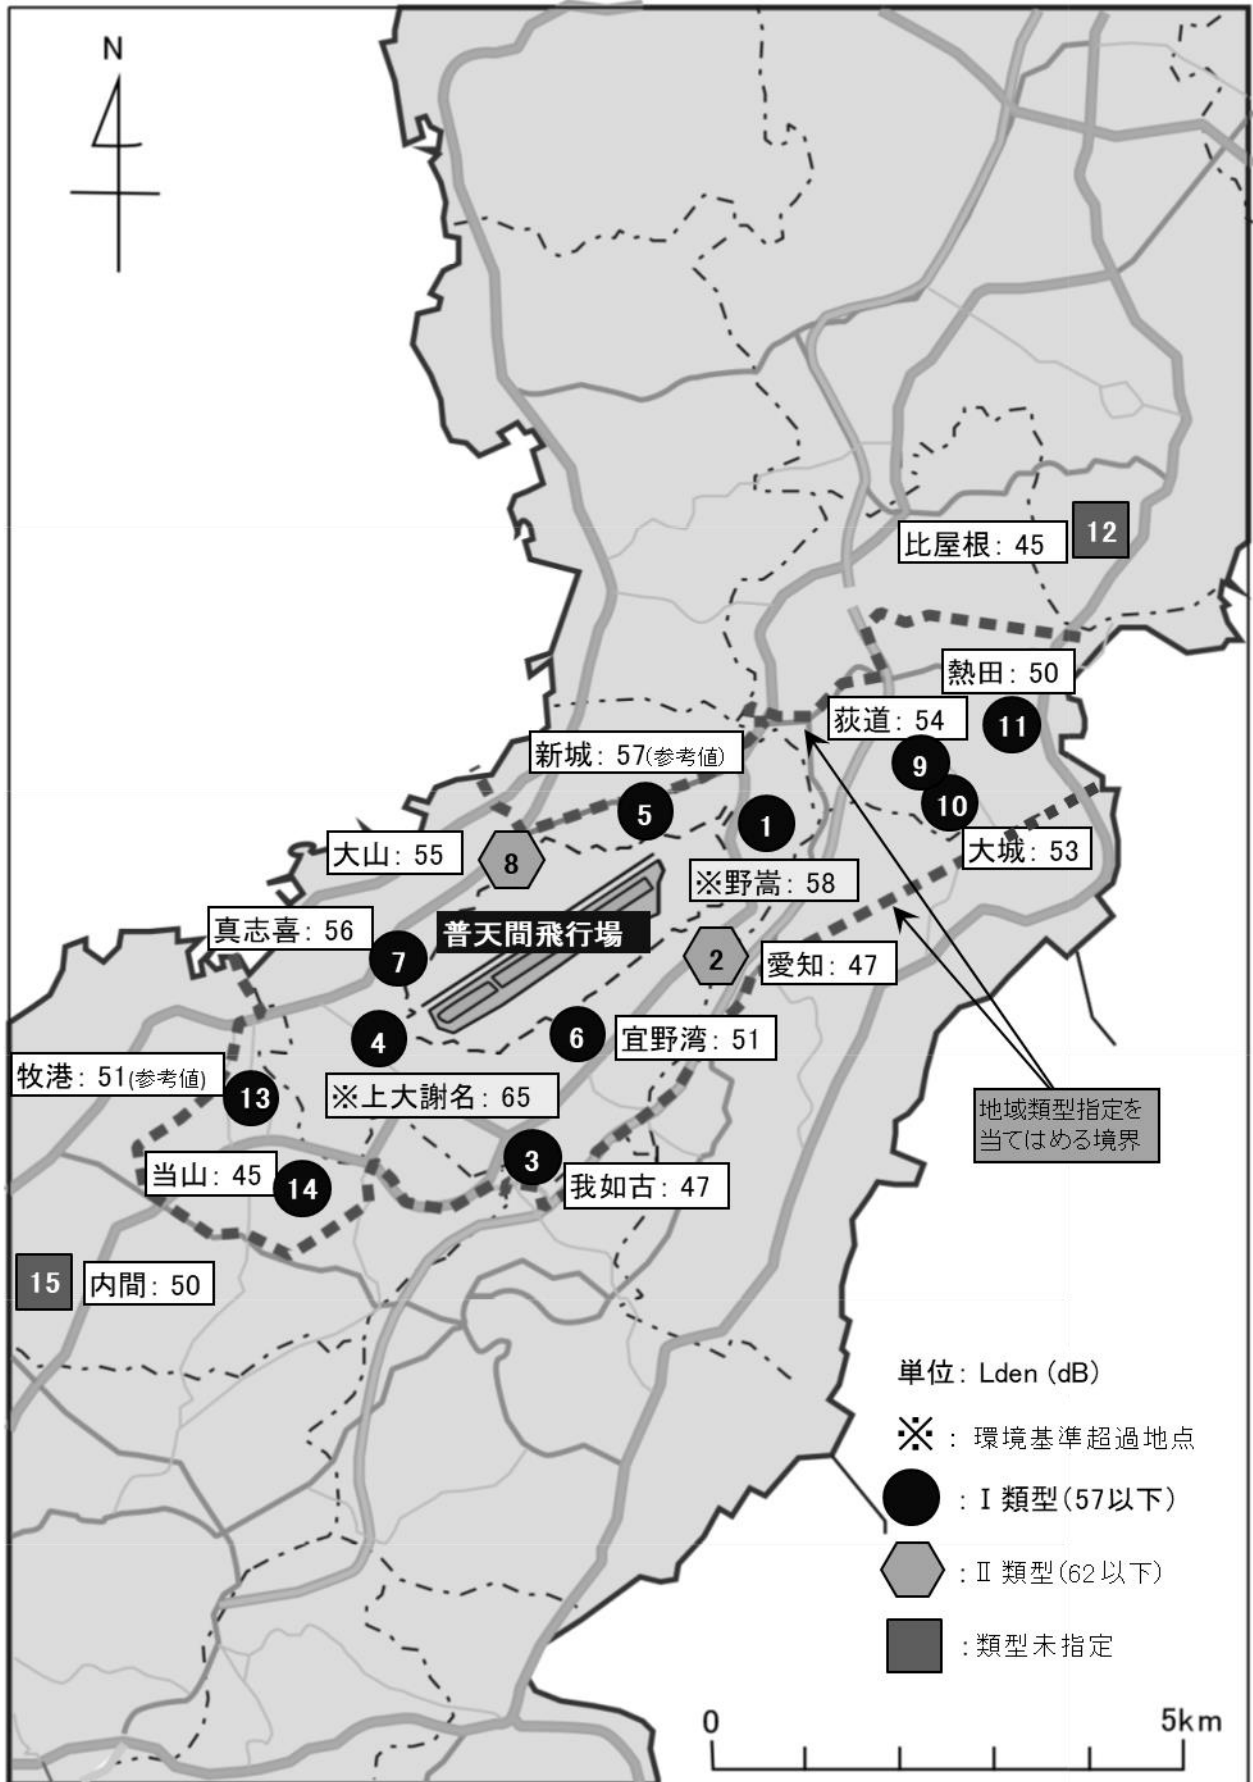 N
比屋根: 45
12
熱田: 50
荻道: 54
11
新城: 57(参考値)
9
5
10
1
大山: 55
8
大城: 53
※野嵩: 58
真志喜: 56
普天間飛行場
7
2
愛知: 47
4
6
宜野湾: 51
牧港: 51(参考値)
13
※上大謝名: 65
地域類型指定を
当てはめる境界
3
当山: 45
14
我如古: 47
15
内間: 50
単位: Lden (dB)
※ : 環境基準超過地点
: Ⅰ 類型(57以下)
: Ⅱ 類型(62以下)
: 類型未指定
0 5km